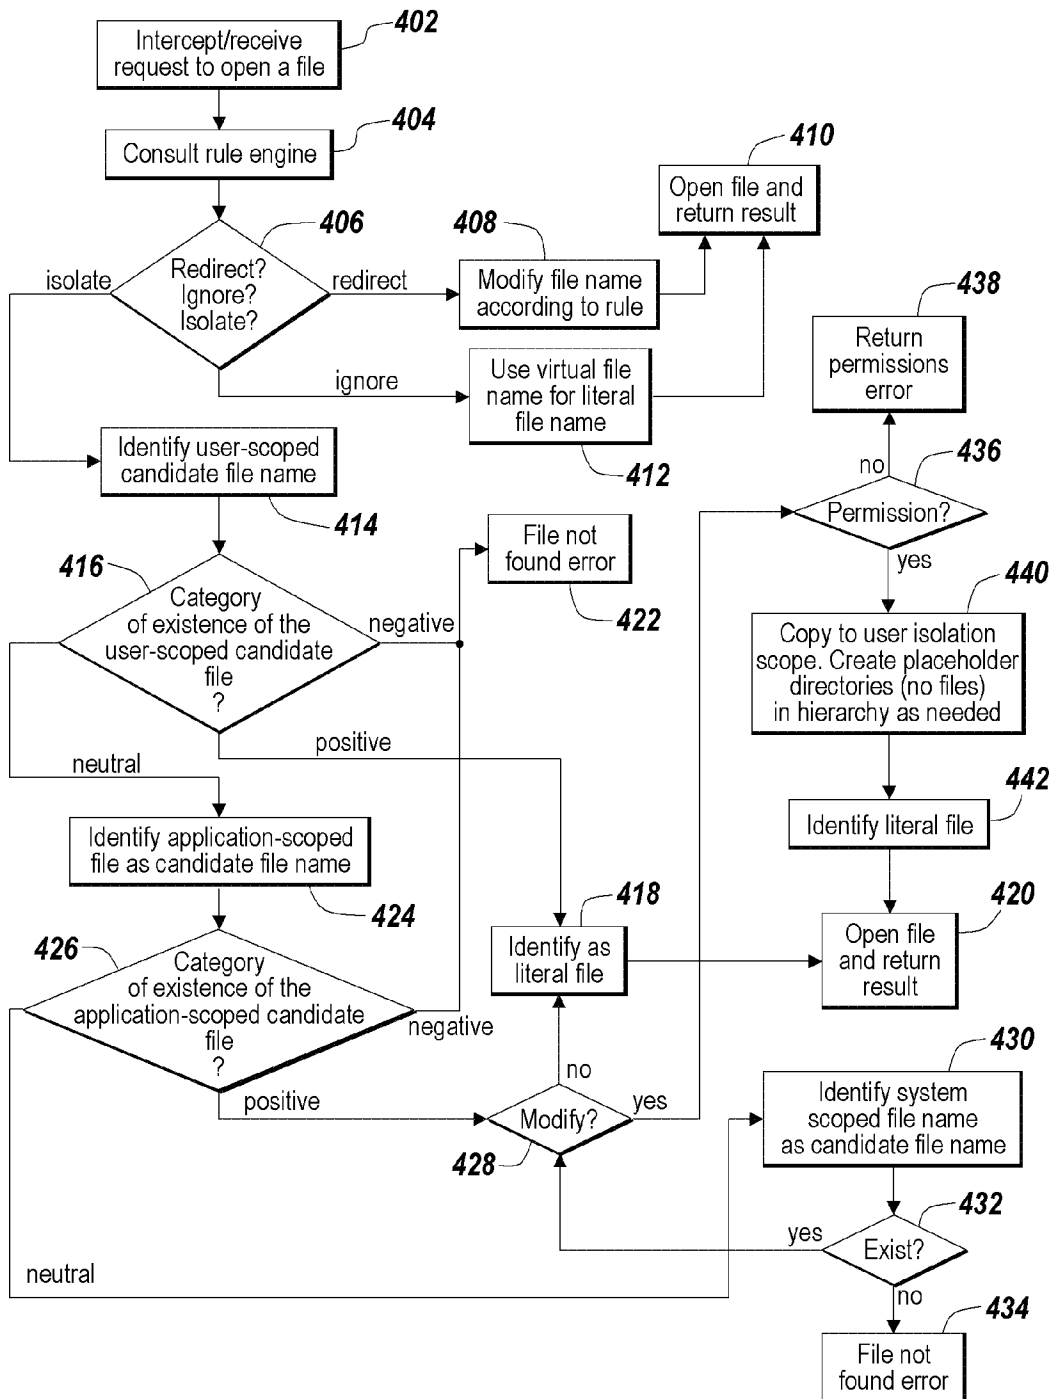 402
Intercept/receive
request to open a file
404
Consult rule engine
410
Open file and
return result
406
Redirect?
Ignore?
Isolate?
isolate
redirect
ignore
408
Modify file name
according to rule
Use virtual file
name for literal
file name
412
438
Return
permissions
error
no
436
Permission?
yes
Identify user-scoped
candidate file name
414
File not
found error
422
416
Category
of existence of the
user-scoped candidate
file
?
negative
positive
neutral
440
Copy to user isolation
scope. Create placeholder
directories (no files)
in hierarchy as needed
442
Identify literal file
Identify application-scoped
file as candidate file name
424
418
Identify as
literal file
420
Open file
and return
result
426
Category
of existence of the
application-scoped candidate
file
?
negative
positive
neutral
no
Modify?
yes
428
430
Identify system
scoped file name
as candidate file name
432
Exist?
yes
no
434
File not
found error